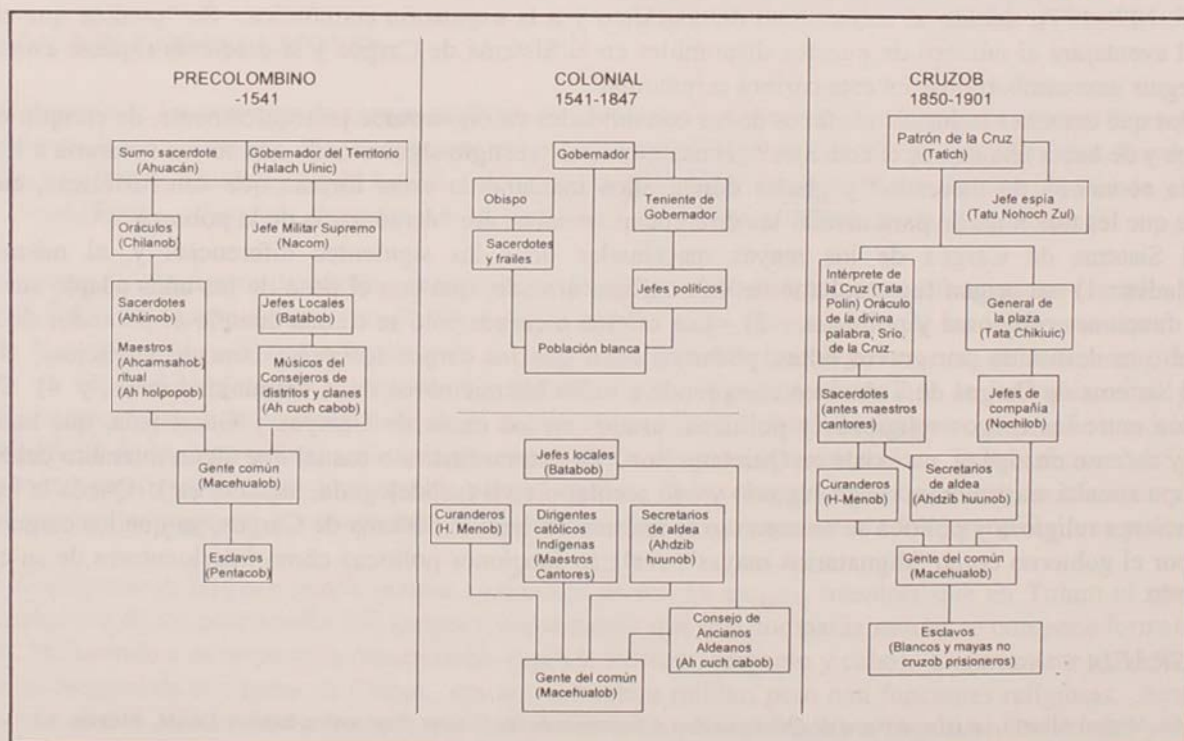 PRECOLOMBINO
-1541
Sumo sacerdote
(Ahuacán)
Gobernador del Territorio
(Halach Uinic)
Oráculos
(Chilanob)
Jefe Militar Supremo
(Nacom)
Sacerdotes
(Ahkinob)
Maestros
(Ahcamsahob:
ritual
(Ah holpopob)
Jefes Locales
(Batabob)
Músicos del
Consejeros de
distritos y clanes
(Ah cuch cabob)
Gente común
(Macehualob)
Esclavos
(Pentacob)
COLONIAL
1541-1847
Gobernador
Obispo
Teniente de
Gobernador
Sacerdotes
y frailes
Jefes políticos
Población blanca
Jefes locales
(Batabob)
Curanderos
(H. Menob)
Dirigentes
católicos
Indígenas
(Maestros
Cantores)
Secretarios
de aldea
(Ahdzib
huunob)
Consejo de
Ancianos
Aldeanos
(Ah cuch cabob)
Gente del común
(Macehualob)
CRUZOB
1850-1901
Patrón de la Cruz
(Tatich)
Jefe espía
(Tatu Nohoch Zul)
Intérprete de
la Cruz (Tata
Polin) Oráculo
de la divina
palabra, Srio.
de la Cruz
General de
la plaza
(Tata Chikiuic)
Sacerdotes
(antes maestros
cantores)
Jefes de
compañía
(Nochilob)
Curanderos
(H-Menob)
Secretarios
de aldea
(Ahdzib huunob)
Gente del común
(Macehualob)
Esclavos
(Blancos y mayas no
cruzob prisioneros)